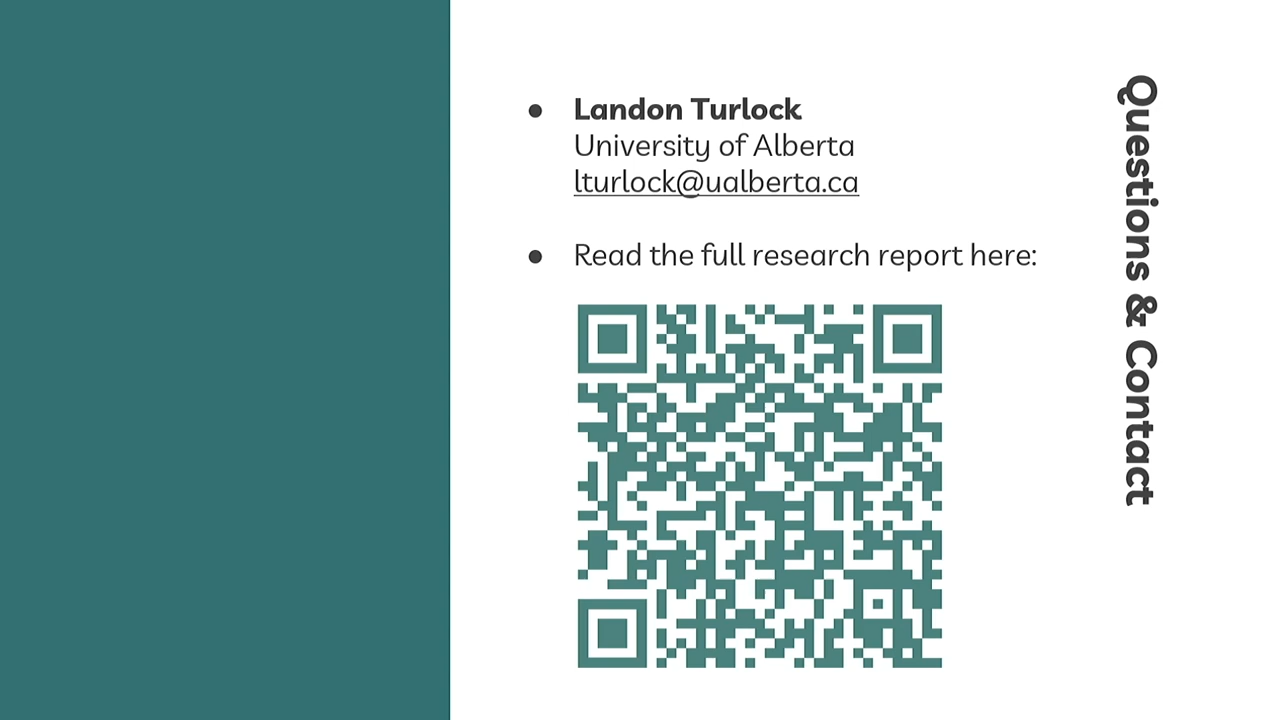 Questions & Contact
● Landon Turlock
University of Alberta
lturlock@ualberta.ca
● Read the full research report here: